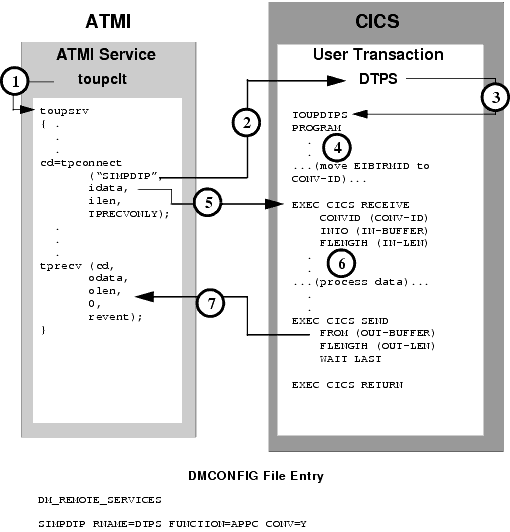 ATMI
CICS
ATMI Service
toupclt
User Transaction
DTPS
1
2
3
4
5
6
7
toupsrv
{ .
.
.
cd=tpconnect
("SIMPDTP",
idata,
ilen,
TPRECVONLY);
.
.
.
tprecv (cd,
odata,
olen,
0,
revent);
}
TOUPDTPS
PROGRAM
.
.
...(move EIBTRMID to
CONV-ID)...
EXEC CICS RECEIVE
CONVID (CONV-ID)
INTO (IN-BUFFER)
FLENGTH (IN-LEN)
.
.
...(process data)...
.
.
EXEC CICS SEND
FROM (OUT-BUFFER)
FLENGTH (OUT-LEN)
WAIT LAST
EXEC CICS RETURN
DMCONFIG File Entry
DM_REMOTE_SERVICES
SIMPDTP RNAME=DTPS FUNCTION=APPC CONV=Y